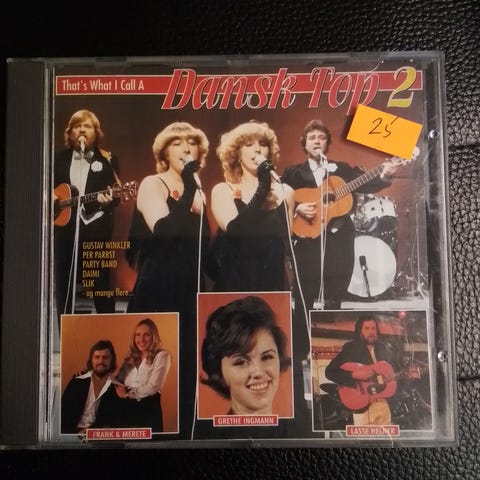 That's What I Call A
Dansk Top 2
25
GUSTAV WINKLER
PER PARBST
PARTY BAND
DAIMI
SLIK
- og mange flere...
FRANK & MERETE
GRETHE INGMANN
LASSE HELNER